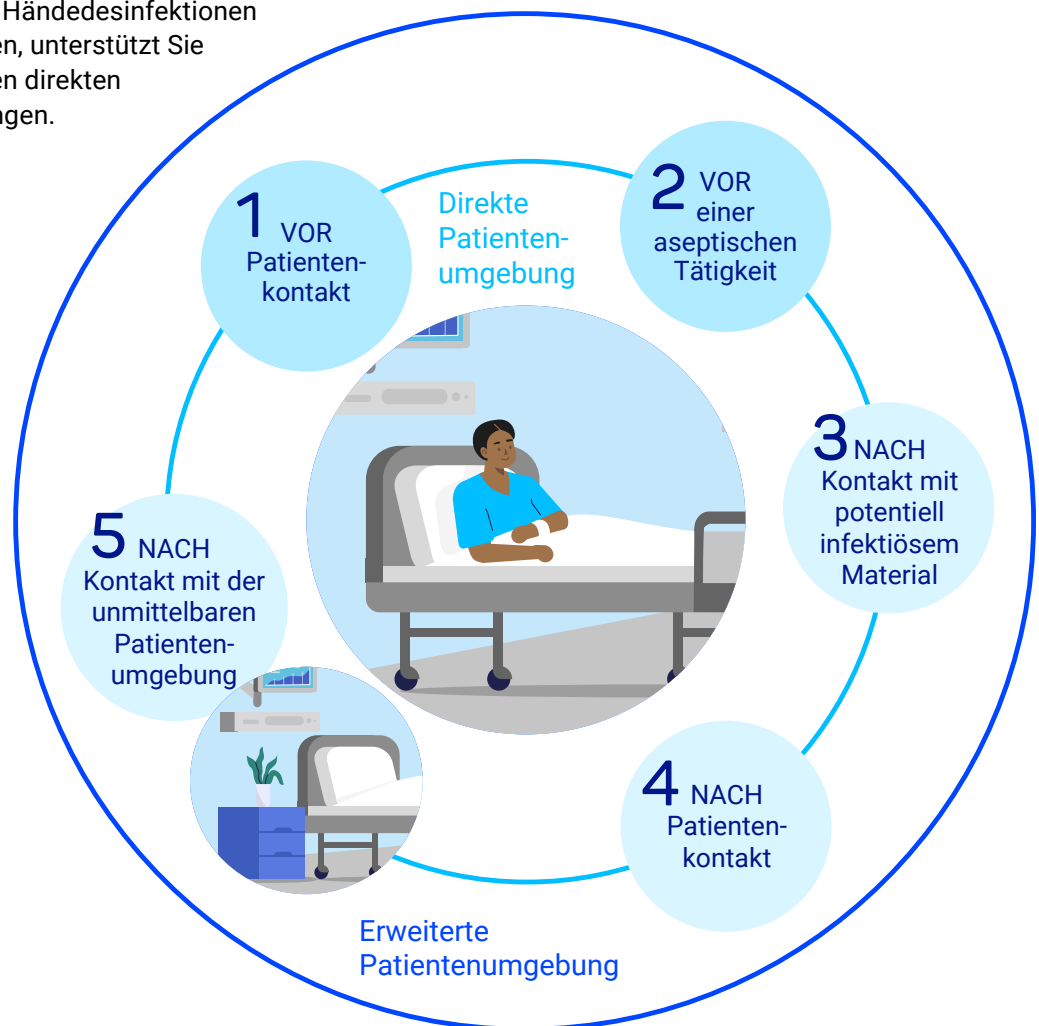 Händedesinfektionen
en, unterstützt Sie
en direkten
ngen.
1 VOR
Patienten-
kontakt
Direkte
Patienten-
umgebung
2 VOR
einer
aseptischen
Tätigkeit
3 NACH
Kontakt mit
potentiell
infektiösem
Material
4 NACH
Patienten-
kontakt
5 NACH
Kontakt mit der
unmittelbaren
Patienten-
umgebung
Erweiterte
Patientenumgebung